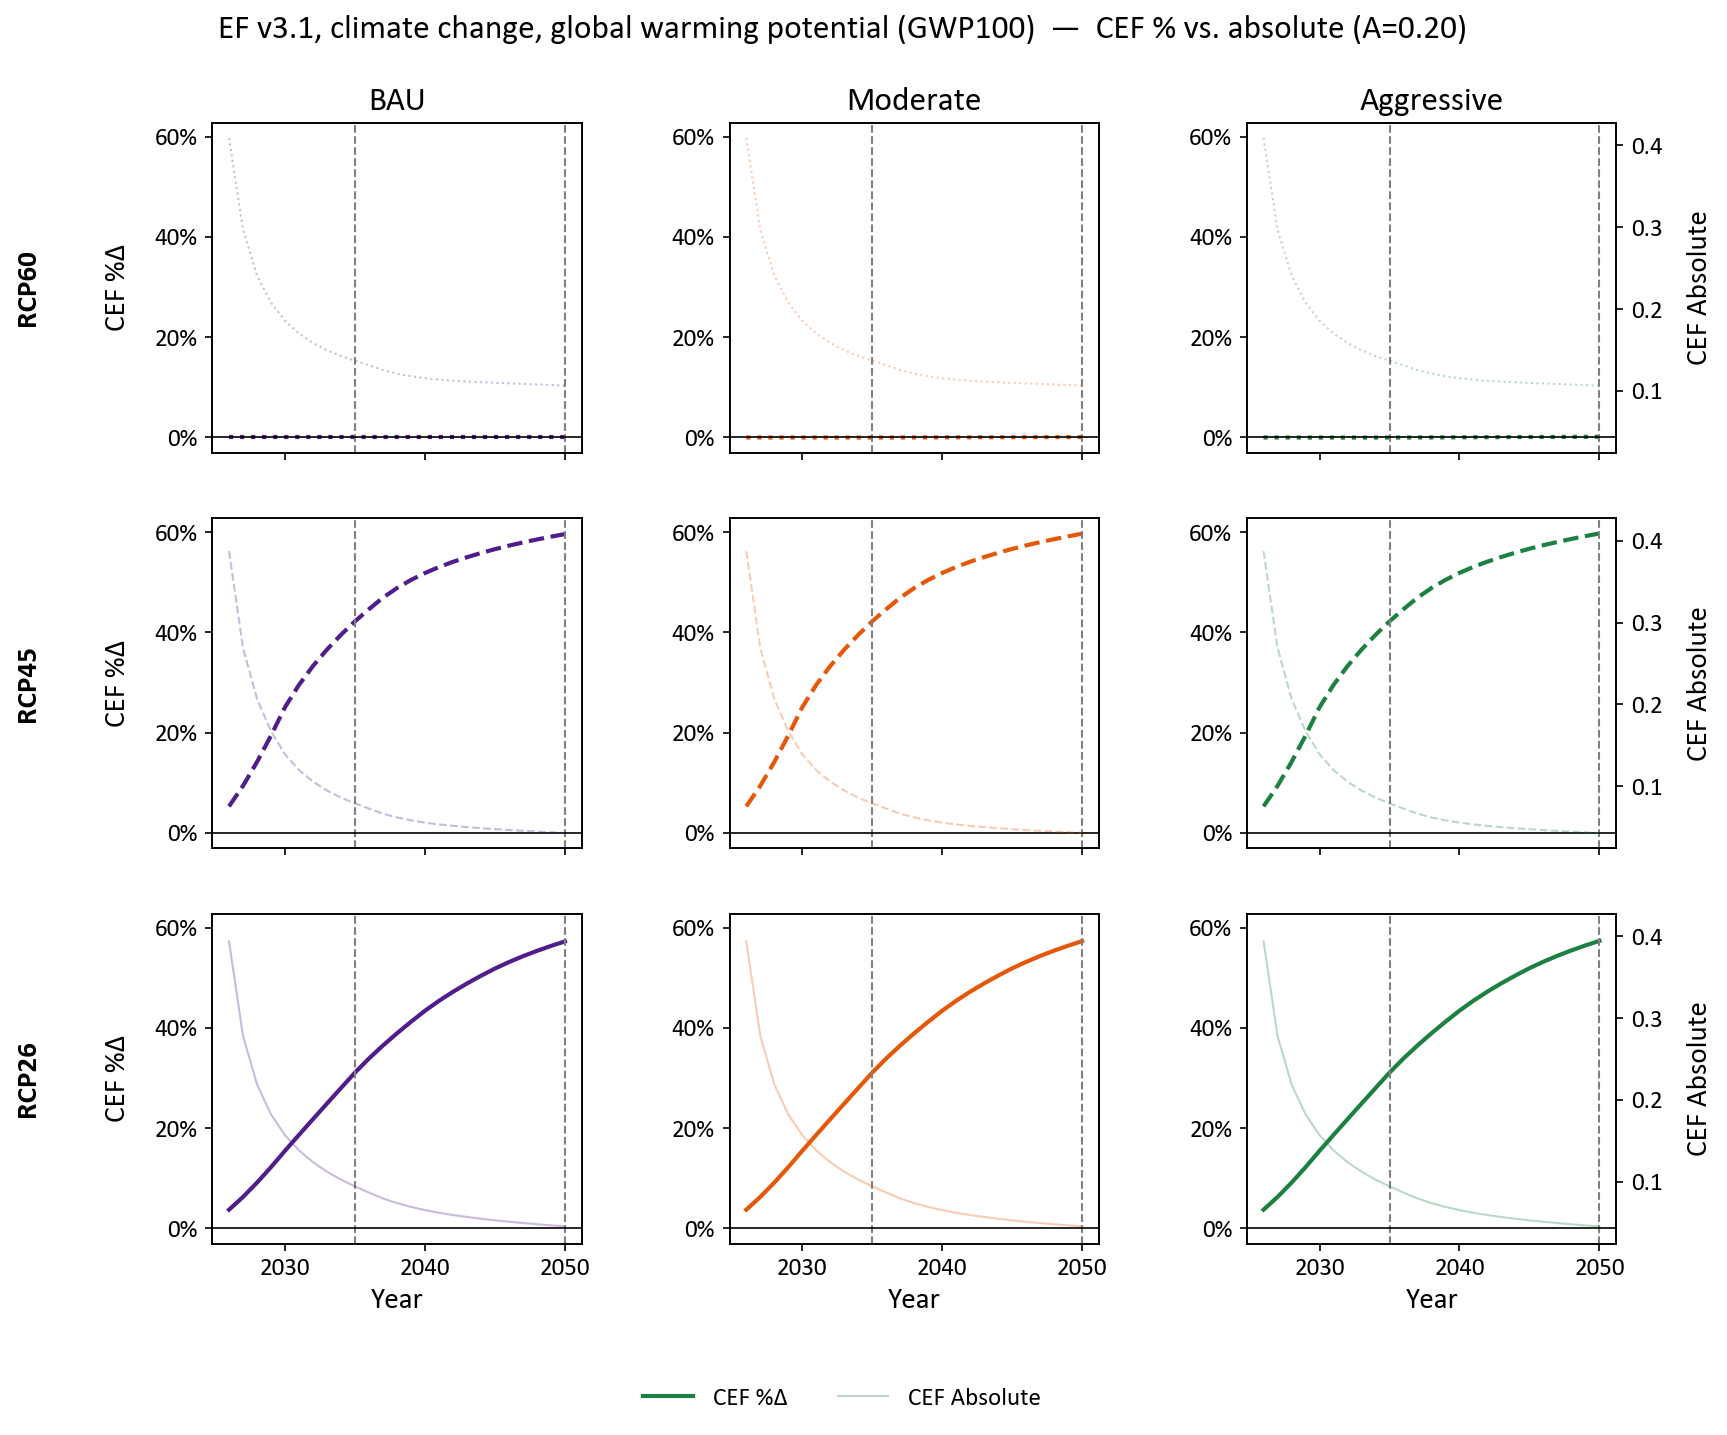 EF v3.1, climate change, global warming potential (GWP100) — CEF % vs. absolute (A=0.20)
BAU
Moderate
Aggressive
RCP60
CEF %Δ
60%
40%
20%
0%
60%
40%
20%
0%
60%
40%
20%
0%
0.4
0.3
0.2
0.1
CEF Absolute
RCP45
CEF %Δ
60%
40%
20%
0%
60%
40%
20%
0%
60%
40%
20%
0%
0.4
0.3
0.2
0.1
CEF Absolute
RCP26
CEF %Δ
60%
40%
20%
0%
60%
40%
20%
0%
60%
40%
20%
0%
0.4
0.3
0.2
0.1
CEF Absolute
2030 2040 2050
2030 2040 2050
2030 2040 2050
Year
Year
Year
CEF %Δ
CEF Absolute